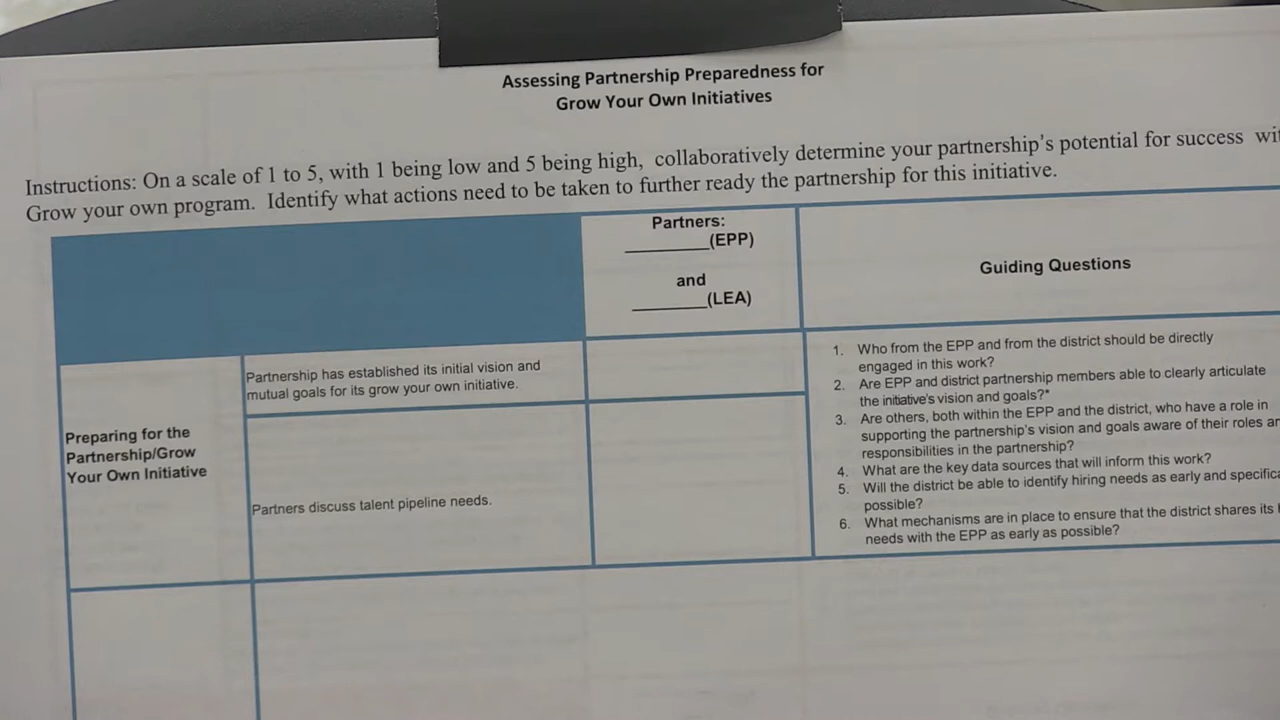 Assessing Partnership Preparedness for
Grow Your Own Initiatives
Instructions: On a scale of 1 to 5, with 1 being low and 5 being high, collaboratively determine your partnership's potential for success
Grow your own program. Identify what actions need to be taken to further ready the partnership for this initiative.
Partners:
________(EPP)
and
________(LEA)
Guiding Questions
Preparing for the
Partnership/Grow
Your Own Initiative
Partnership has established its initial vision and
mutual goals for its grow your own initiative.
Partners discuss talent pipeline needs.
1. Who from the EPP and from the district should be directly
engaged in this work?
2. Are EPP and district partnership members able to clearly articulate
the initiative's vision and goals?*
3. Are others, both within the EPP and the district, who have a role in
supporting the partnership's vision and goals aware of their roles
responsibilities in the partnership?
4. What are the key data sources that will inform this work?
5. Will the district be able to identify hiring needs as early and
possible?
6. What mechanisms are in place to ensure that the district shares its
needs with the EPP as early as possible?